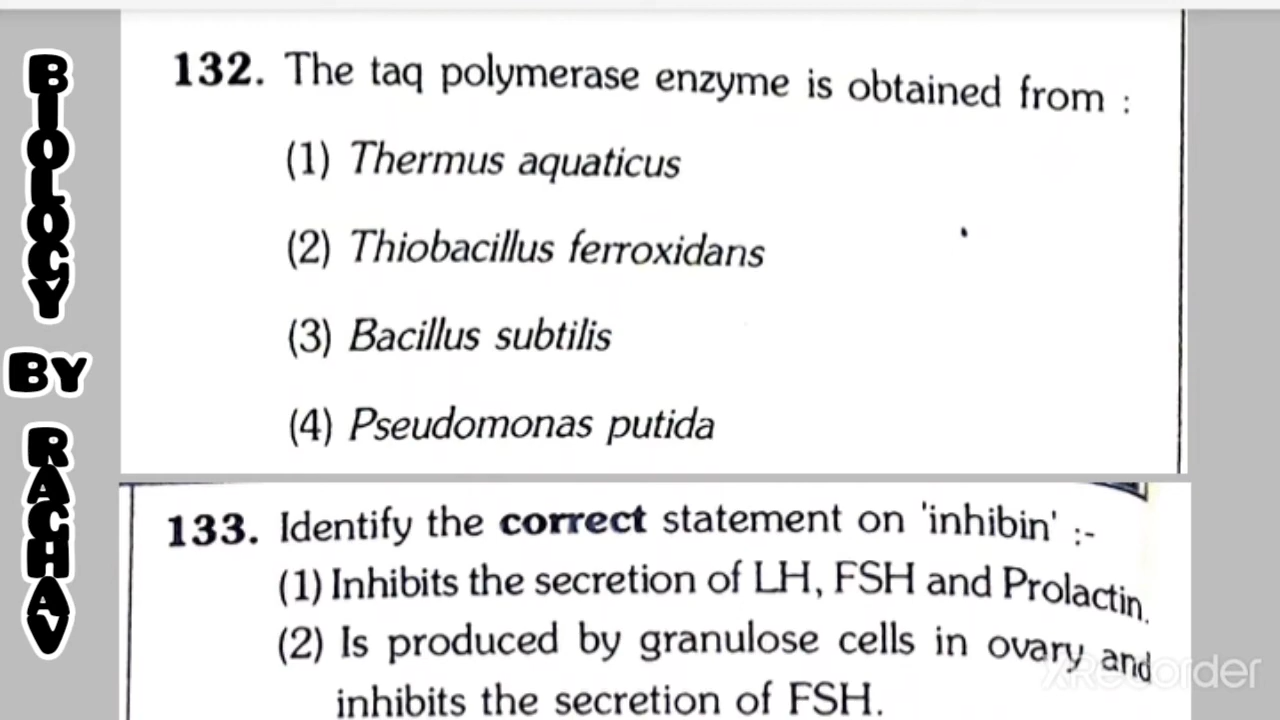 BIOLOGY
BY
RAGHAV
132. The taq polymerase enzyme is obtained from :
(1) Thermus aquaticus
(2) Thiobacillus ferroxidans
(3) Bacillus subtilis
(4) Pseudomonas putida
133. Identify the correct statement on 'inhibin' :-
(1) Inhibits the secretion of LH, FSH and Prolactin.
(2) Is produced by granulose cells in ovary and
inhibits the secretion of FSH.
XRecorder